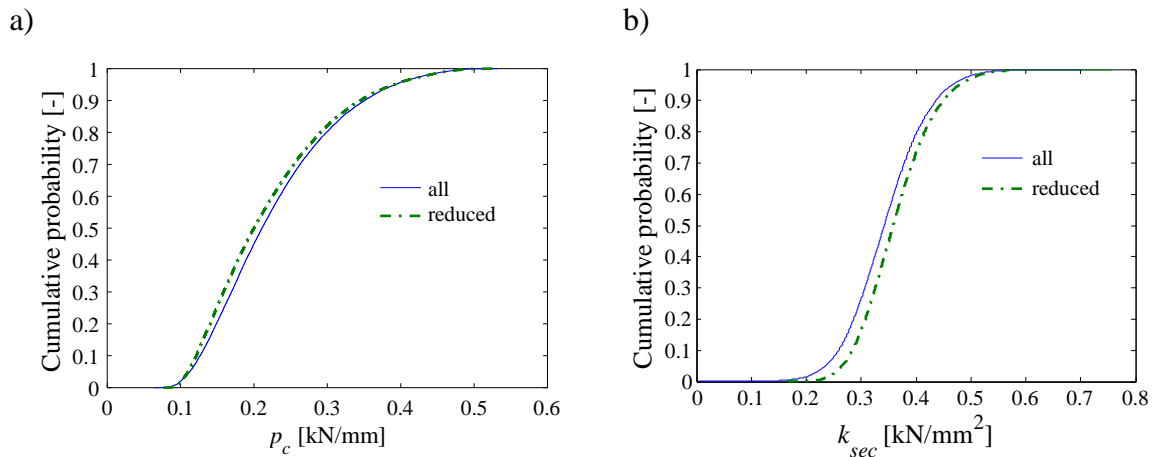 a)
1
0.9
0.8
0.7
0.6
0.5
0.4
0.3
0.2
0.1
0
Cumulative probability [-]
all
reduced
0 0.1 0.2 0.3 0.4 0.5 0.6
p_c [kN/mm]
b)
1
0.9
0.8
0.7
0.6
0.5
0.4
0.3
0.2
0.1
0
Cumulative probability [-]
all
reduced
0 0.1 0.2 0.3 0.4 0.5 0.6 0.7 0.8
k_sec [kN/mm²]